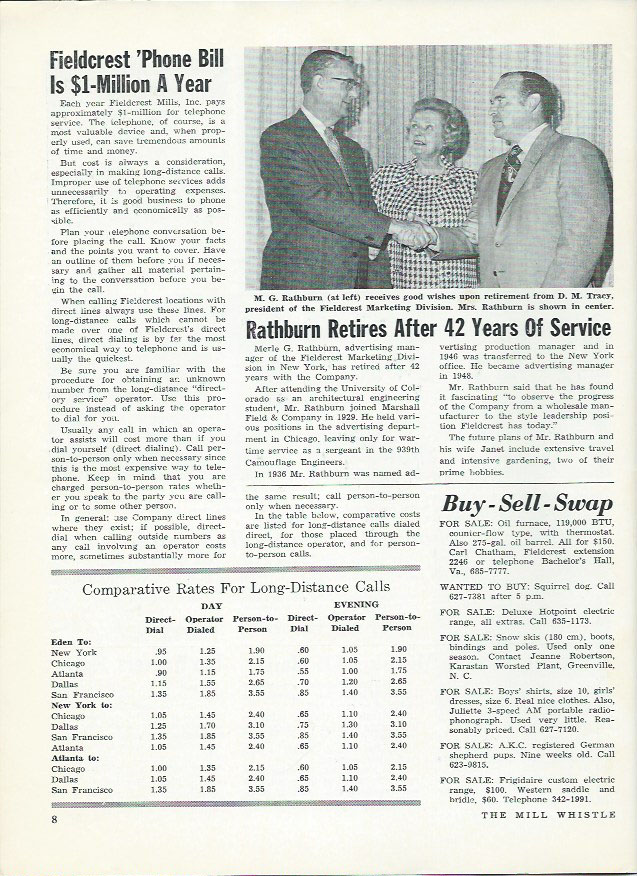 Fieldcrest 'Phone Bill
Is $1-Million A Year
Each year Fieldcrest Mills, Inc. pays
approximately $1-million for telephone
service. The telephone, of course, is a
most valuable device and, when prop-
erly used, can save tremendous amounts
of time and money.
But cost is always a consideration,
especially in making long-distance calls.
Improper use of telephone services adds
unnecessarily to operating expenses.
Therefore, it is good business to phone
as efficiently and economically as pos-
sible.
Plan your telephone conversation be-
fore placing the call. Know your facts
and the points you want to cover. Have
an outline of them before you if neces-
sary and gather all material pertain-
ing to the conversation before you be-
gin the call.
When calling Fieldcrest locations with
direct lines always use these lines. For
long-distance calls which cannot be
made over one of Fieldcrest's direct
lines, direct dialing is by far the most
economical way to telephone and is us-
ually the quickest.
Be sure you are familiar with the
procedure for obtaining an unknown
number from the long-distance "direct-
ory service" operator. Use this pro-
cedure instead of asking the operator
to dial for you.
Usually any call in which an opera-
tor assists will cost more than if you
dial yourself (direct dialing). Call per-
son-to-person only when necessary since
this is the most expensive way to tele-
phone. Keep in mind that you are
charged person-to-person rates wheth-
er you speak to the party you are call-
ing or to some other person.
In general: use Company direct lines
where they exist; if possible, direct-
dial when calling outside numbers as
any call involving an operator costs
more, sometimes substantially more for
the same result; call person-to-person
only when necessary.
In the table below, comparative costs
are listed for long-distance calls dialed
direct, for those placed through the
long-distance operator, and for person-
to-person calls.
M. G. Rathburn (at left) receives good wishes upon retirement from D. M. Tracy,
president of the Fieldcrest Marketing Division. Mrs. Rathburn is shown in center.
Rathburn Retires After 42 Years Of Service
Merle G. Rathburn, advertising man-
ager of the Fieldcrest Marketing Divi-
sion in New York, has retired after 42
years with the Company.
After attending the University of Col-
orado as an architectural engineering
student, Mr. Rathburn joined Marshall
Field & Company in 1929. He held vari-
ous positions in the advertising depart-
ment in Chicago, leaving only for war-
time service as a sergeant in the 939th
Camouflage Engineers.
In 1936 Mr. Rathburn was named ad-
vertising production manager and in
1946 was transferred to the New York
office. He became advertising manager
in 1948.
Mr. Rathburn said that he has found
it fascinating "to observe the progress
of the Company from a wholesale man-
ufacturer to the style leadership posi-
tion Fieldcrest has today."
The future plans of Mr. Rathburn and
his wife Janet include extensive travel
and intensive gardening, two of their
prime hobbies.
Comparative Rates For Long-Distance Calls
DAY EVENING
Direct- Operator Person-to- Direct- Operator Person-to-
Dial Dialed Person Dial Dialed Person
Eden To:
New York .95 1.25 1.90 .60 1.05 1.90
Chicago 1.00 1.35 2.15 .60 1.05 2.15
Atlanta .90 1.15 1.75 .55 1.00 1.75
Dallas 1.15 1.55 2.65 .70 1.20 2.65
San Francisco 1.35 1.85 3.55 .85 1.40 3.55
New York to:
Chicago 1.05 1.45 2.40 .65 1.10 2.40
Dallas 1.25 1.70 3.10 .75 1.30 3.10
San Francisco 1.35 1.85 3.55 .85 1.40 3.55
Atlanta 1.05 1.45 2.40 .65 1.10 2.40
Atlanta to:
Chicago 1.00 1.35 2.15 .60 1.05 2.15
Dallas 1.05 1.45 2.40 .65 1.10 2.40
San Francisco 1.35 1.85 3.55 .85 1.40 3.55
Buy-Sell-Swap
FOR SALE: Oil furnace, 119,000 BTU,
counter-flow type, with thermostat.
Also 275-gal. oil barrel. All for $150.
Carl Chatham, Fieldcrest extension
2246 or telephone Bachelor's Hall,
Va., 685-7777.
WANTED TO BUY: Squirrel dog. Call
627-7381 after 5 p.m.
FOR SALE: Deluxe Hotpoint electric
range, all extras. Call 635-1173.
FOR SALE: Snow skis (180 cm), boots,
bindings and poles. Used only one
season. Contact Jeanne Robertson,
Karastan Worsted Plant, Greenville,
N. C.
FOR SALE: Boys' shirts, size 10, girls'
dresses, size 6. Real nice clothes. Also,
Juliette 3-speed AM portable radio-
phonograph. Used very little. Rea-
sonably priced. Call 627-7120.
FOR SALE: A.K.C. registered German
shepherd pups. Nine weeks old. Call
623-9815.
FOR SALE: Frigidaire custom electric
range, $100. Western saddle and
bridle, $60. Telephone 342-1991.
8
THE MILL WHISTLE